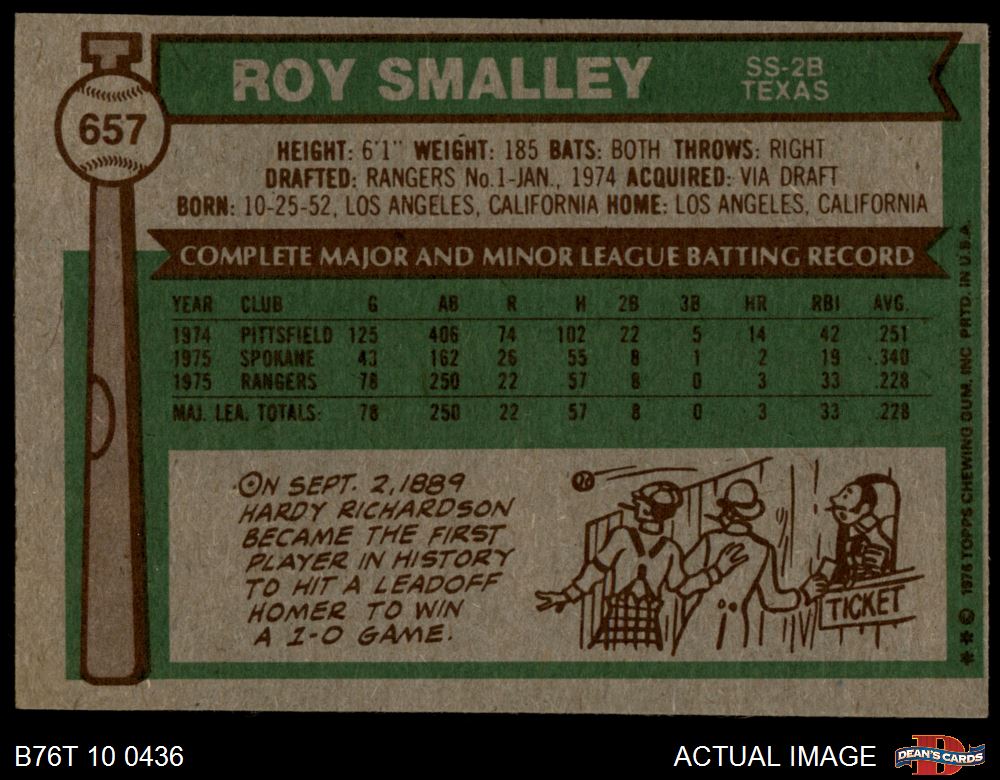 ROY SMALLEY
SS-2B
TEXAS
657
HEIGHT: 6'1" WEIGHT: 185 BATS: BOTH THROWS: RIGHT
DRAFTED: RANGERS No.1-JAN., 1974 ACQUIRED: VIA DRAFT
BORN: 10-25-52, LOS ANGELES, CALIFORNIA HOME: LOS ANGELES, CALIFORNIA
COMPLETE MAJOR AND MINOR LEAGUE BATTING RECORD
YEAR CLUB G AB R H 2B 3B HR RBI AVG.
1974 PITTSFIELD 125 406 74 102 22 5 14 42 .251
1975 SPOKANE 43 162 26 55 8 1 2 19 .340
1975 RANGERS 78 250 22 57 8 0 3 33 .228
MAJ. LEA. TOTALS: 78 250 22 57 8 0 3 33 .228
ON SEPT. 2, 1889
HARDY RICHARDSON
BECAME THE FIRST
PLAYER IN HISTORY
TO HIT A LEADOFF
HOMER TO WIN
A 1-0 GAME.
TICKET
** © 1976 TOPPS CHEWING GUM, INC PRTD. IN U.S.A.
B76T 10 0436
ACTUAL IMAGE
DEAN'S CARDS